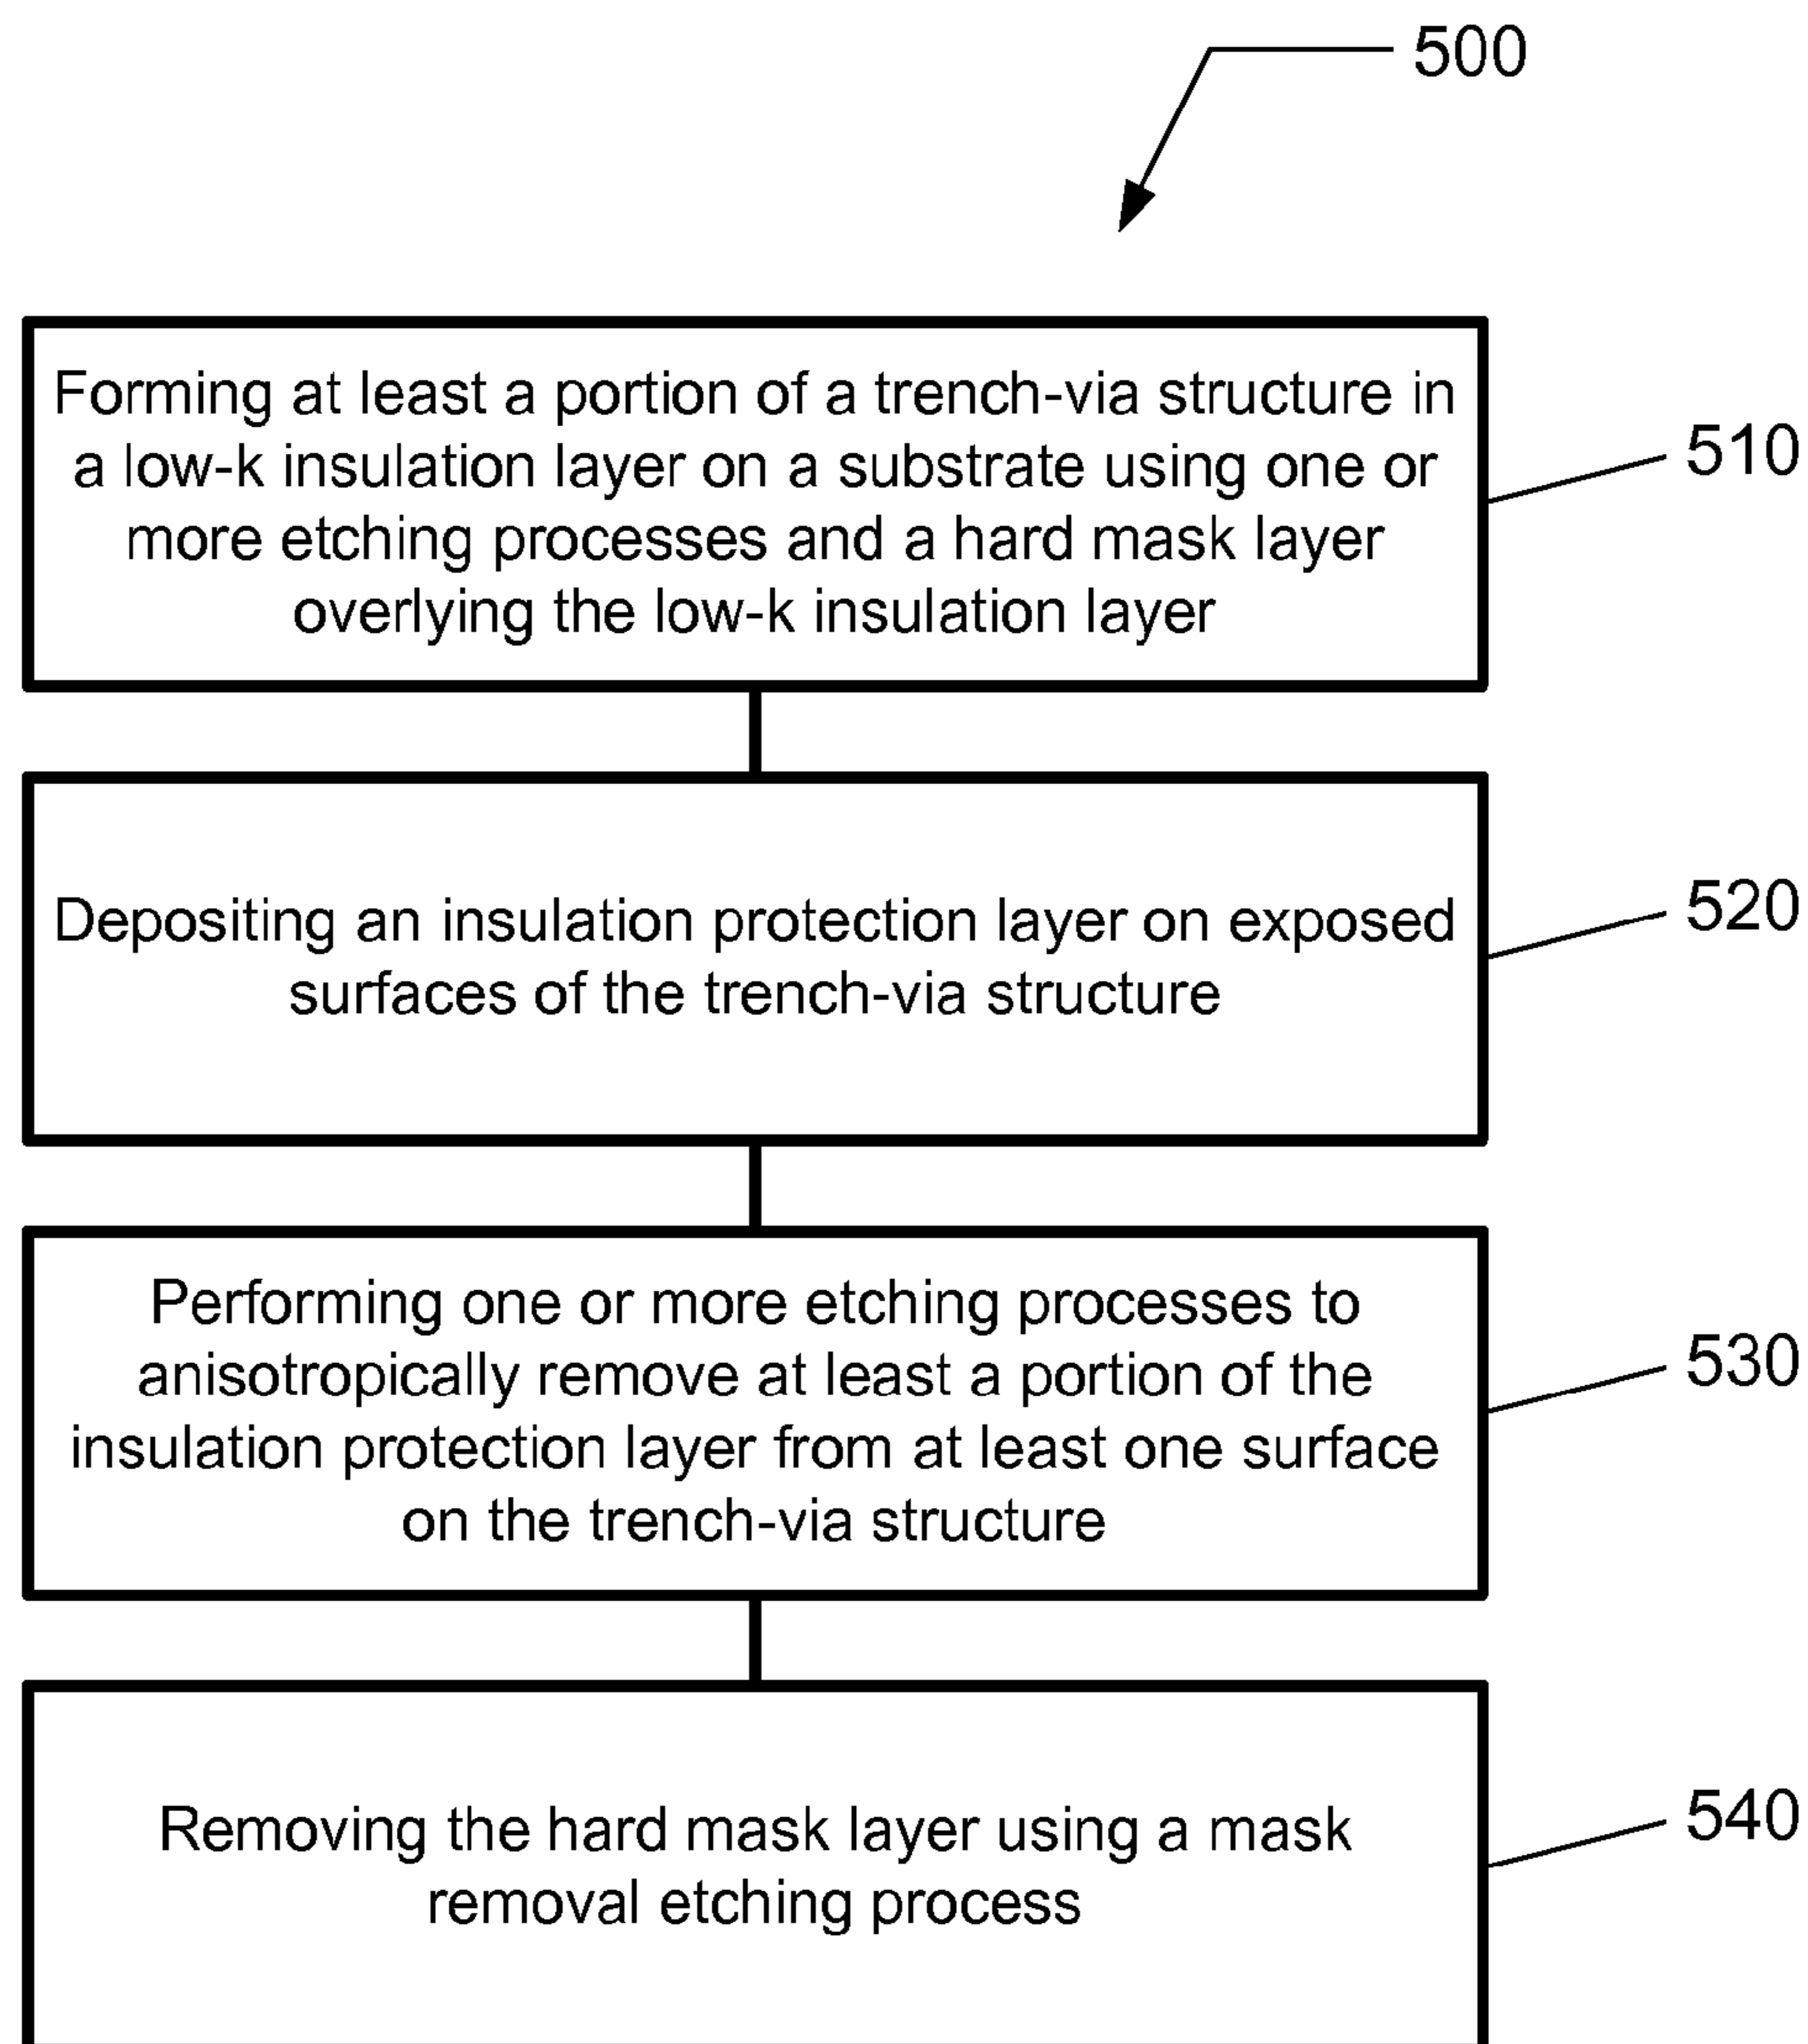 500
Forming at least a portion of a trench-via structure in
a low-k insulation layer on a substrate using one or
more etching processes and a hard mask layer
overlying the low-k insulation layer
510
Depositing an insulation protection layer on exposed
surfaces of the trench-via structure
520
Performing one or more etching processes to
anisotropically remove at least a portion of the
insulation protection layer from at least one surface
on the trench-via structure
530
Removing the hard mask layer using a mask
removal etching process
540